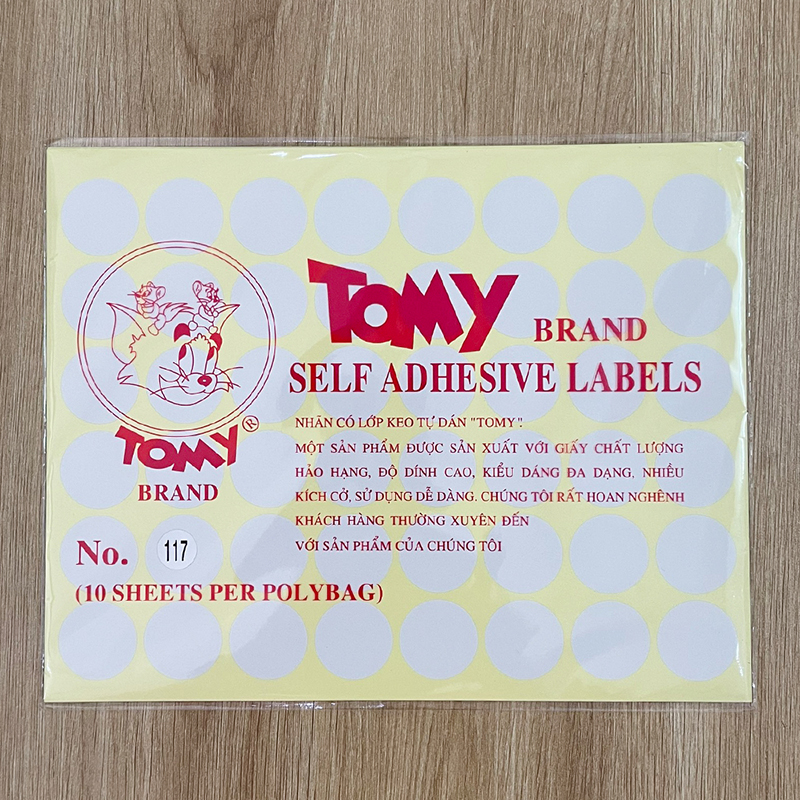 TOMY BRAND
SELF ADHESIVE LABELS
NHÃN CÓ LỚP KEO TỰ DÁN "TOMY".
MỘT SẢN PHẨM ĐƯỢC SẢN XUẤT VỚI GIẤY CHẤT LƯỢNG
HẢO HẠNG, ĐỘ DÍNH CAO, KIỂU DÁNG ĐA DẠNG, NHIỀU
KÍCH CỞ, SỬ DỤNG DỄ DÀNG. CHÚNG TÔI RẤT HOAN NGHÊNH
KHÁCH HÀNG THƯỜNG XUYÊN ĐẾN
VỚI SẢN PHẨM CỦA CHÚNG TÔI
TOMY®
BRAND
No. 117
(10 SHEETS PER POLYBAG)